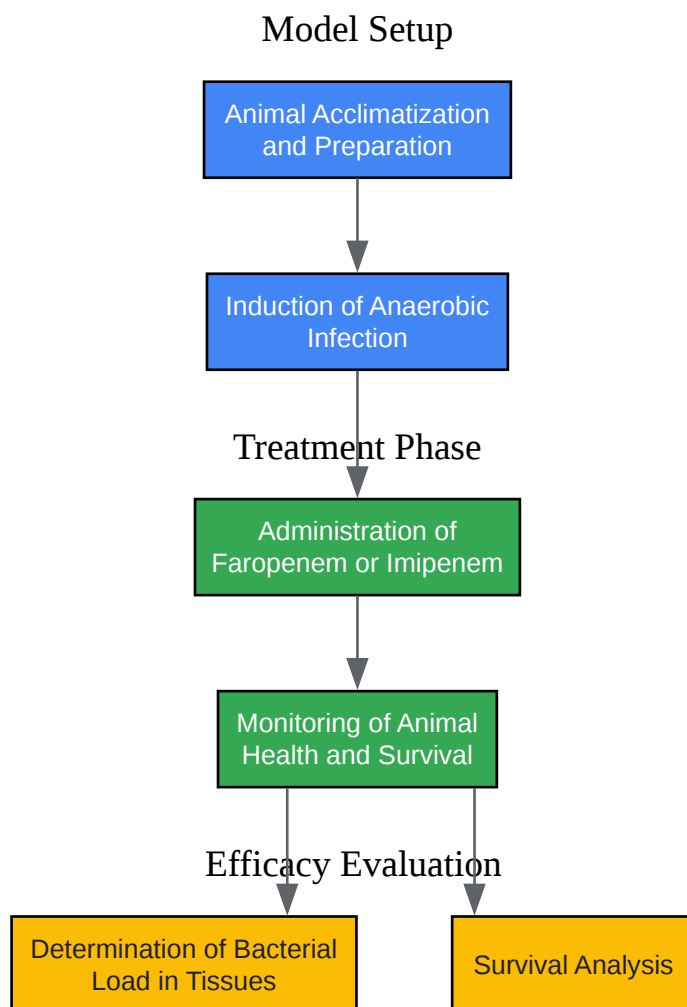 Model Setup
Animal Acclimatization
and Preparation
Induction of Anaerobic
Infection
Treatment Phase
Administration of
Faropenem or Imipenem
Monitoring of Animal
Health and Survival
Efficacy Evaluation
Determination of Bacterial
Load in Tissues
Survival Analysis